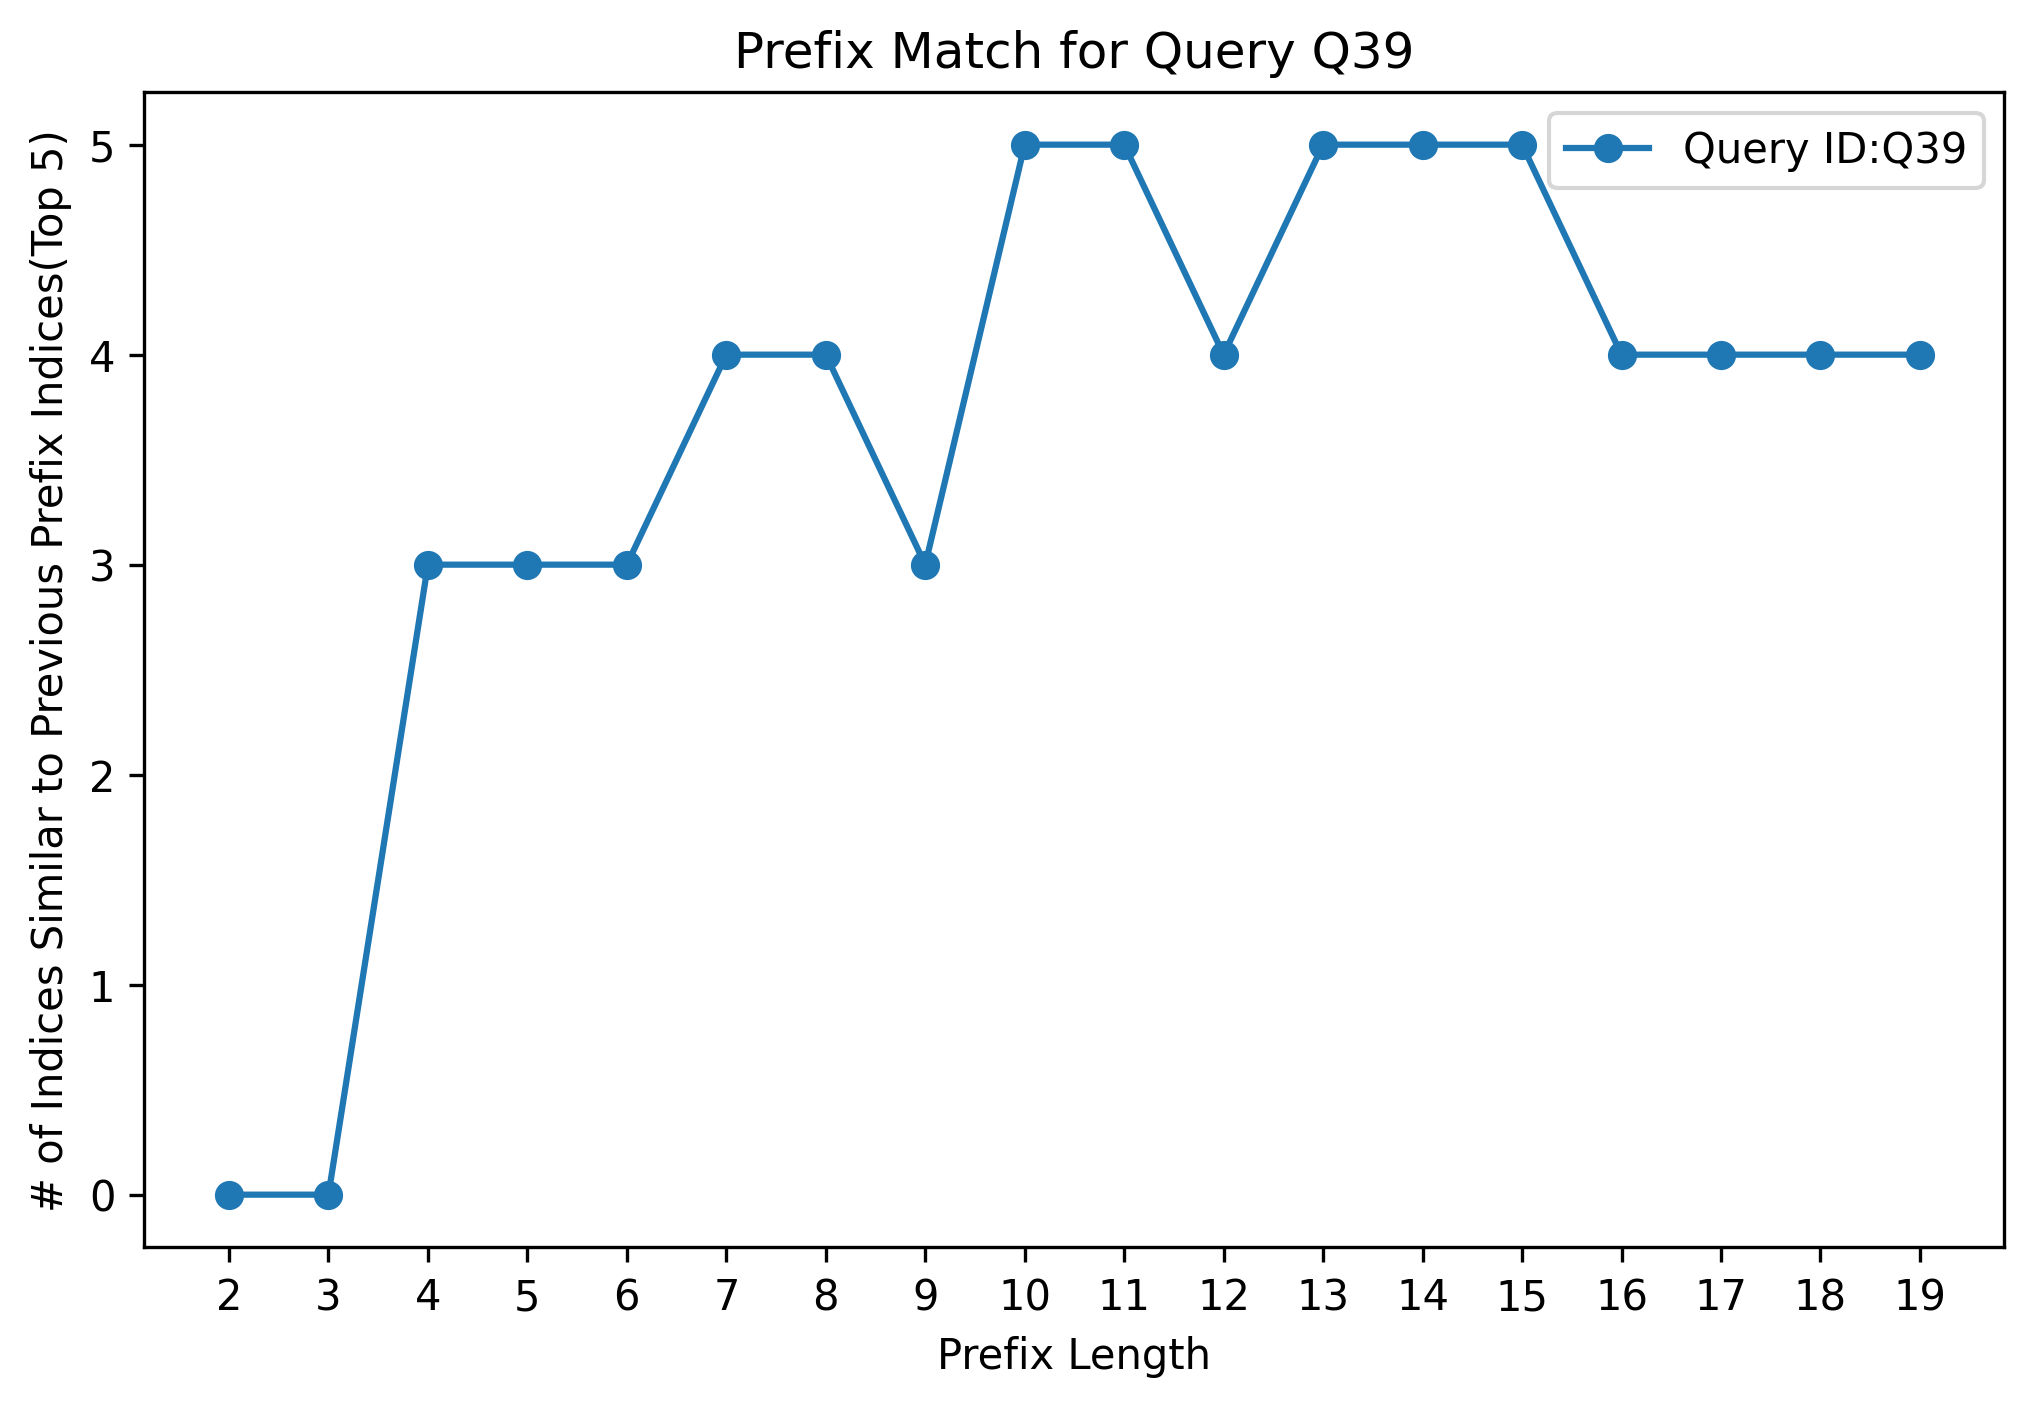 Prefix Match for Query Q39
Query ID:Q39
# of Indices Similar to Previous Prefix Indices(Top 5)
5
4
3
2
1
0
2 3 4 5 6 7 8 9 10 11 12 13 14 15 16 17 18 19
Prefix Length